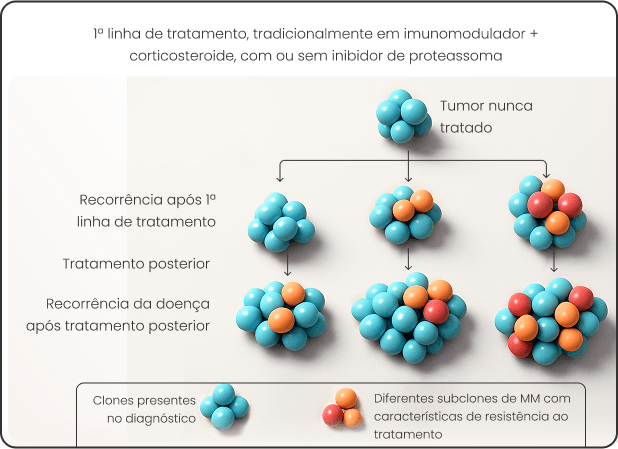 1ª linha de tratamento, tradicionalmente em imunomodulador +
corticosteroide, com ou sem inibidor de proteassoma
Tumor nunca
tratado
Recorrência após 1ª
linha de tratamento
Tratamento posterior
Recorrência da doença
após tratamento posterior
Clones presentes
no diagnóstico
Diferentes subclones de MM com
características de resistência ao
tratamento